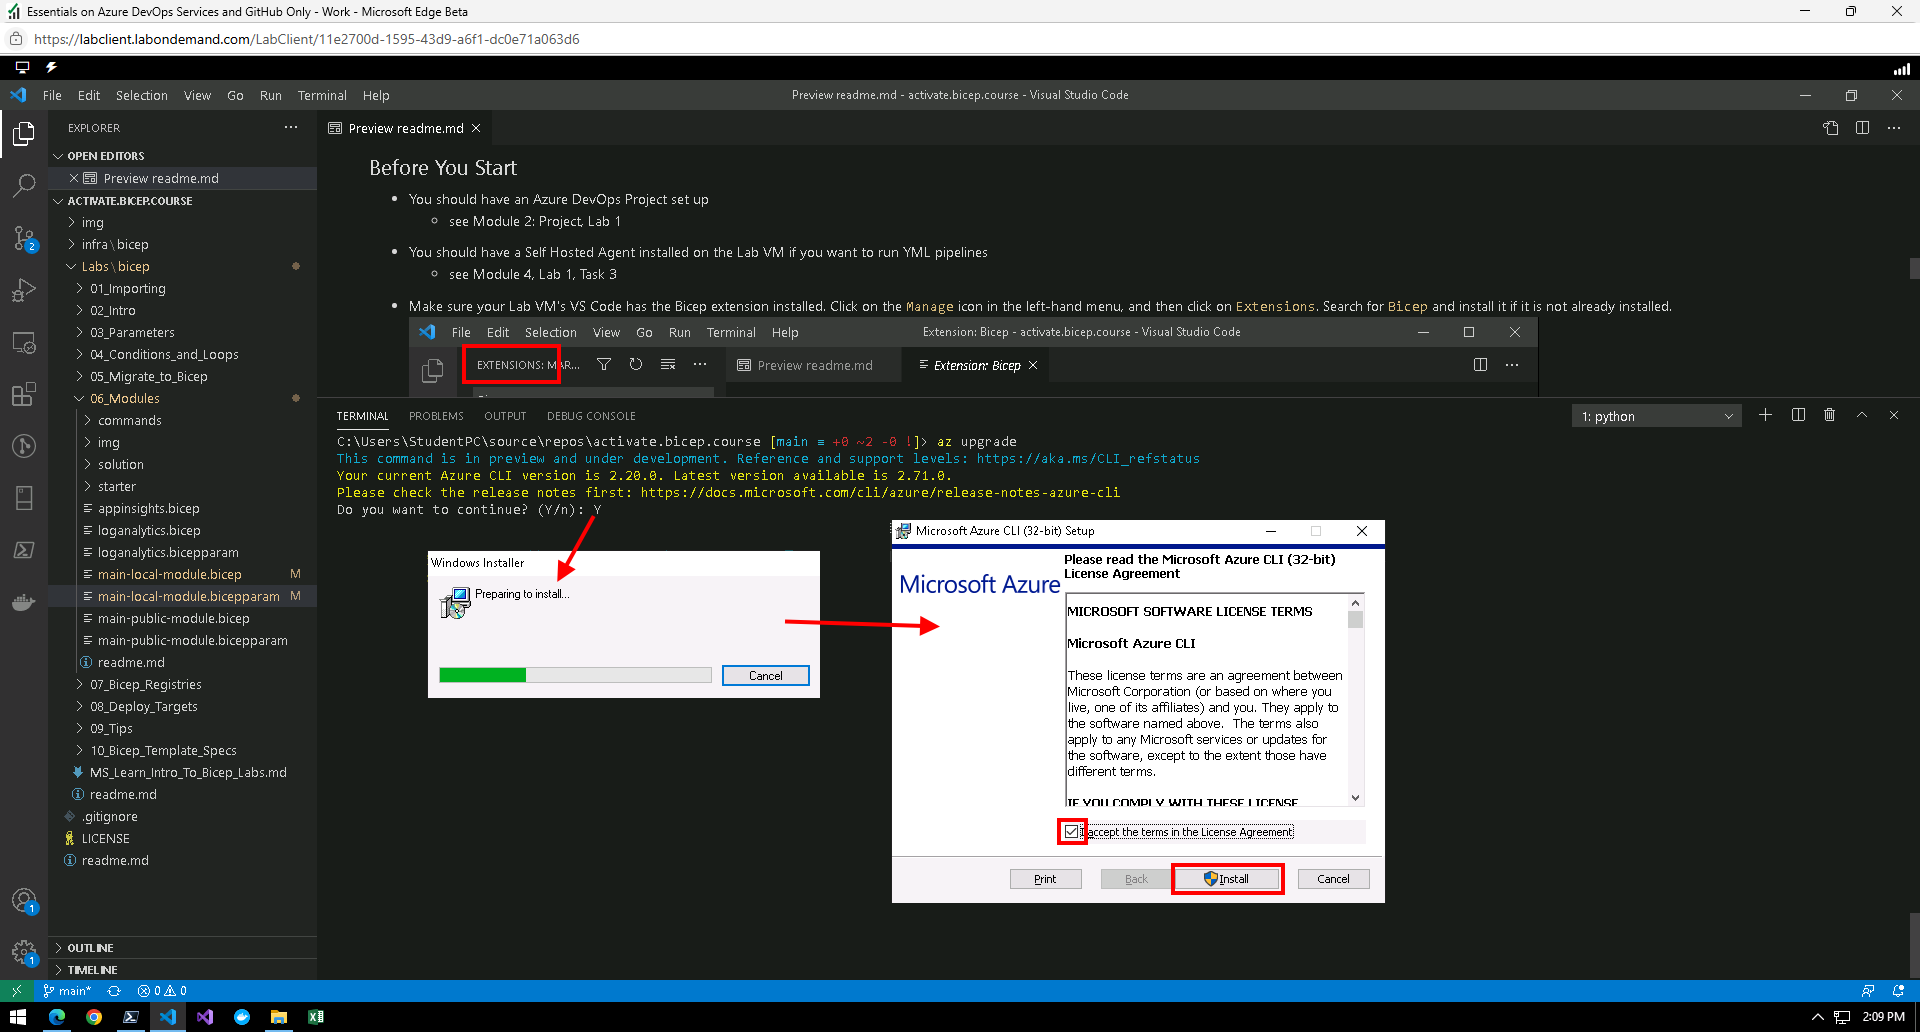 Essentials on Azure DevOps Services and GitHub Only - Work - Microsoft Edge Beta
https://labclient.labondemand.com/LabClient/11e2700d-1595-43d9-a6f1-dc0e71a063d6
File Edit Selection View Go Run Terminal Help
Preview readme.md - activate.bicep.course - Visual Studio Code
EXPLORER
OPEN EDITORS
Preview readme.md
ACTIVATE.BICEP.COURSE
img
infra\bicep
Labs\bicep
01_Importing
02_Intro
03_Parameters
04_Conditions_and_Loops
05_Migrate_to_Bicep
06_Modules
commands
img
solution
starter
appinsights.bicep
loganalytics.bicep
loganalytics.bicepparam
main-local-module.bicep M
main-local-module.bicepparam M
main-public-module.bicep
main-public-module.bicepparam
readme.md
07_Bicep_Registries
08_Deploy_Targets
09_Tips
10_Bicep_Template_Specs
MS_Learn_Intro_To_Bicep_Labs.md
readme.md
.gitignore
LICENSE
readme.md
OUTLINE
TIMELINE
2
1
1
Preview readme.md
Before You Start
You should have an Azure DevOps Project set up
see Module 2: Project, Lab 1
You should have a Self Hosted Agent installed on the Lab VM if you want to run YML pipelines
see Module 4, Lab 1, Task 3
Make sure your Lab VM's VS Code has the Bicep extension installed. Click on the Manage icon in the left-hand menu, and then click on Extensions. Search for Bicep and install it if it is not already installed.
File Edit Selection View Go Run Terminal Help
Extension: Bicep - activate.bicep.course - Visual Studio Code
EXTENSIONS: MAR...
Preview readme.md
Extension: Bicep
TERMINAL PROBLEMS OUTPUT DEBUG CONSOLE
1: python
C:\Users\StudentPC\source\repos\activate.bicep.course [main ≡ +0 ~2 -0 !]> az upgrade
This command is in preview and under development. Reference and support levels: https://aka.ms/CLI_refstatus
Your current Azure CLI version is 2.20.0. Latest version available is 2.71.0.
Please check the release notes first: https://docs.microsoft.com/cli/azure/release-notes-azure-cli
Do you want to continue? (Y/n): Y
Windows Installer
Preparing to install...
Cancel
Microsoft Azure CLI (32-bit) Setup
Microsoft Azure
Please read the Microsoft Azure CLI (32-bit)
License Agreement
MICROSOFT SOFTWARE LICENSE TERMS
Microsoft Azure CLI
These license terms are an agreement between
Microsoft Corporation (or based on where you
live, one of its affiliates) and you. They apply to
the software named above. The terms also
apply to any Microsoft services or updates for
the software, except to the extent those have
different terms.
IF YOU COMPLY WITH THESE LICENSE
I accept the terms in the License Agreement
Print
Back
Install
Cancel
main*
0 0
2:09 PM